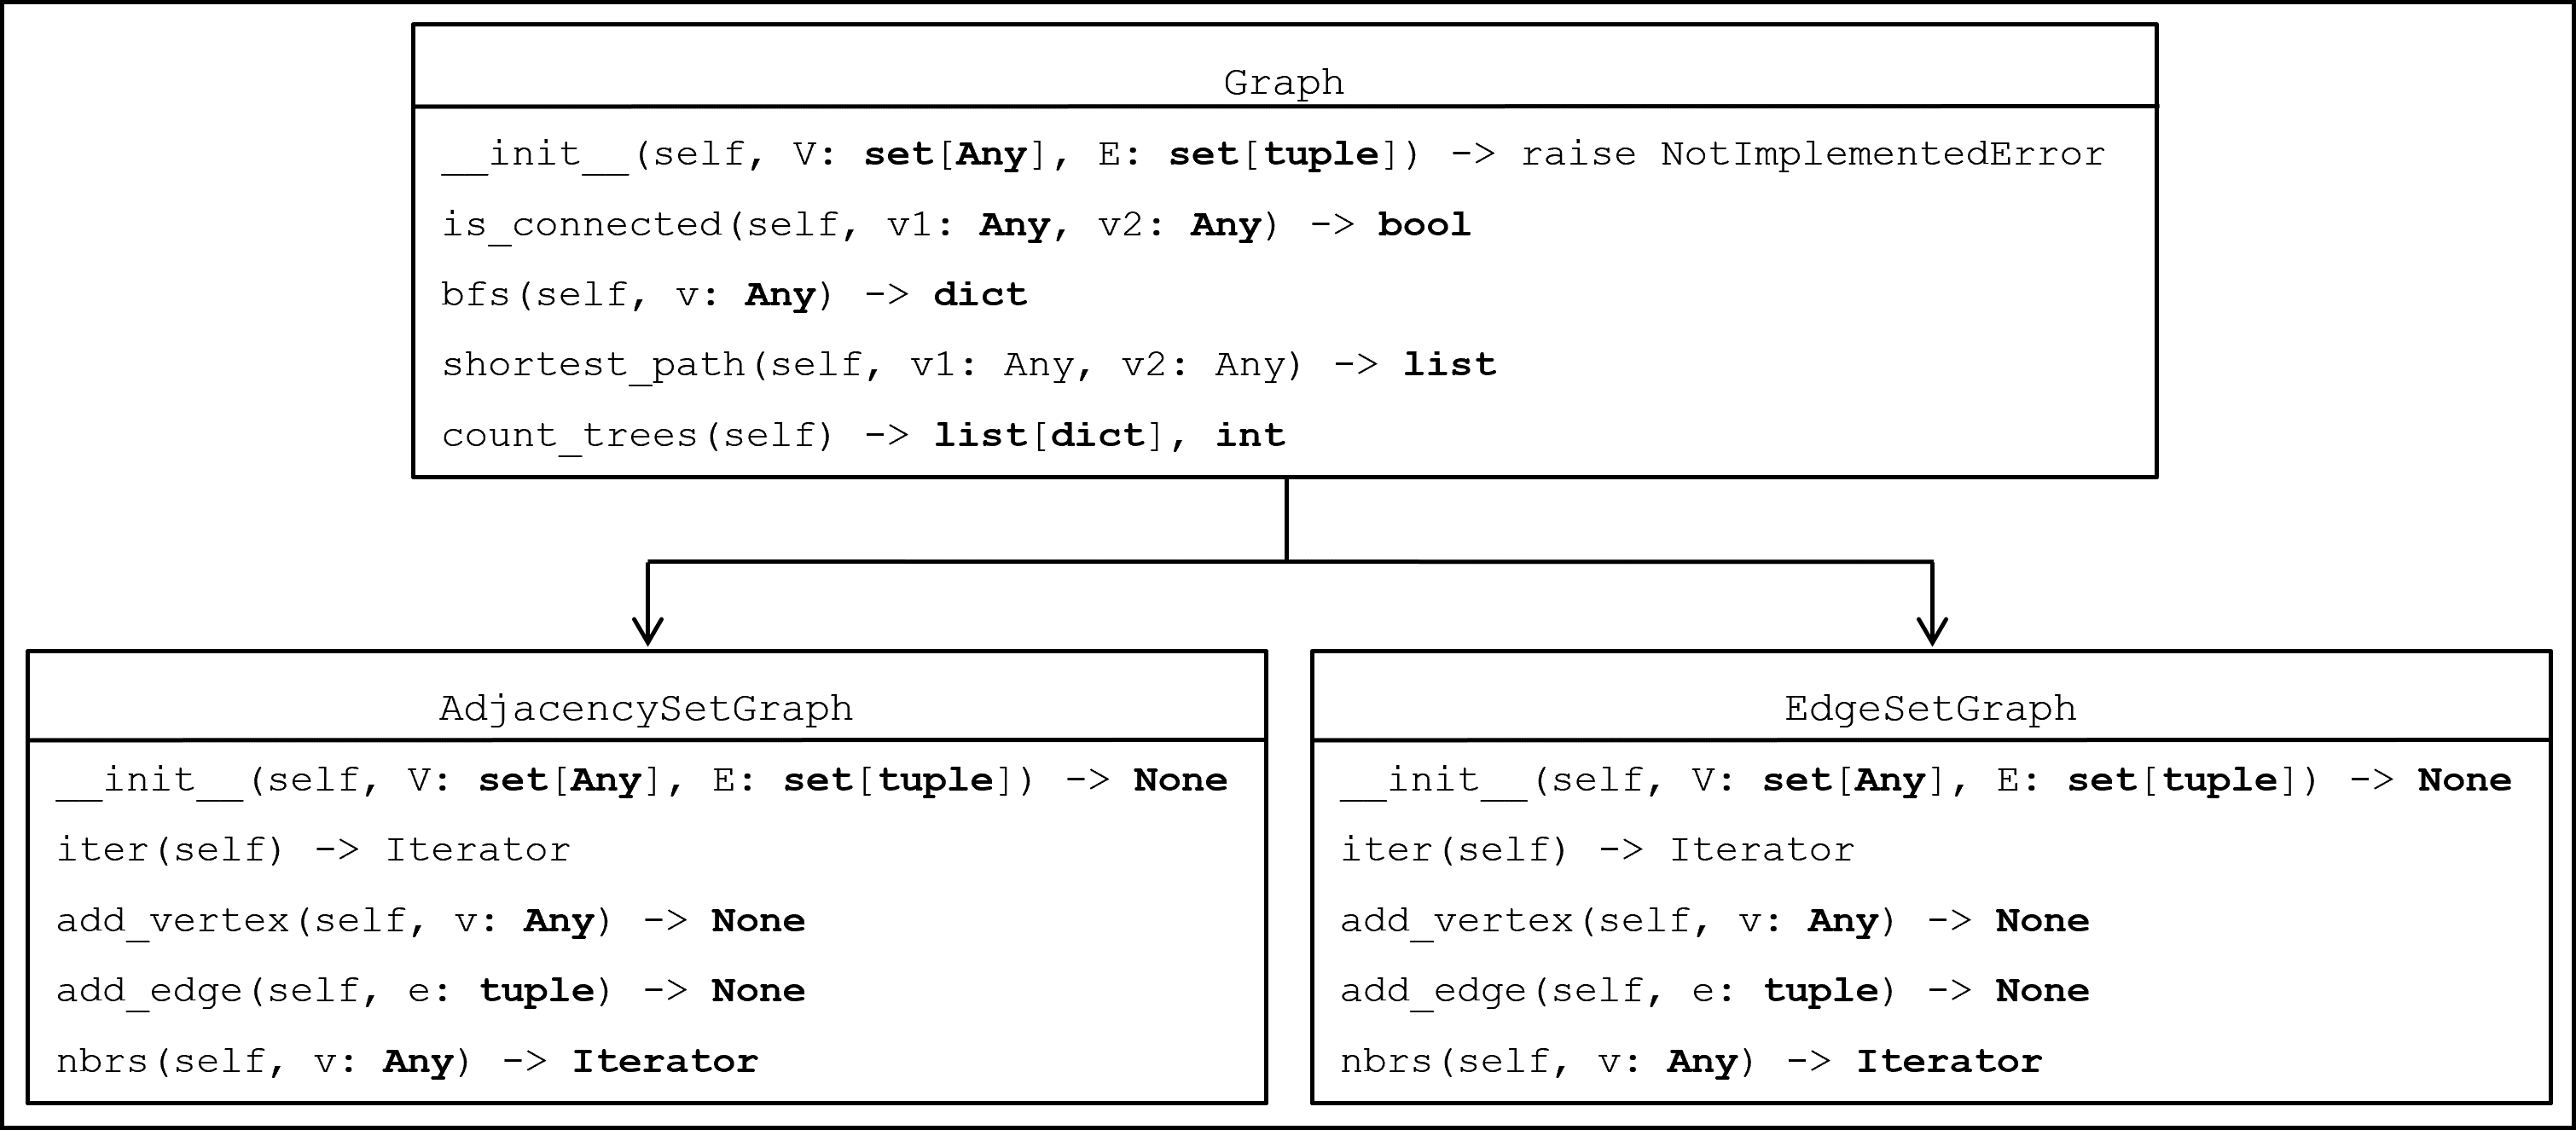 Graph
__init__(self, V: set[Any], E: set[tuple]) -> raise NotImplementedError
is_connected(self, v1: Any, v2: Any) -> bool
bfs(self, v: Any) -> dict
shortest_path(self, v1: Any, v2: Any) -> list
count_trees(self) -> list[dict], int
AdjacencySetGraph
__init__(self, V: set[Any], E: set[tuple]) -> None
iter(self) -> Iterator
add_vertex(self, v: Any) -> None
add_edge(self, e: tuple) -> None
nbrs(self, v: Any) -> Iterator
EdgeSetGraph
__init__(self, V: set[Any], E: set[tuple]) -> None
iter(self) -> Iterator
add_vertex(self, v: Any) -> None
add_edge(self, e: tuple) -> None
nbrs(self, v: Any) -> Iterator